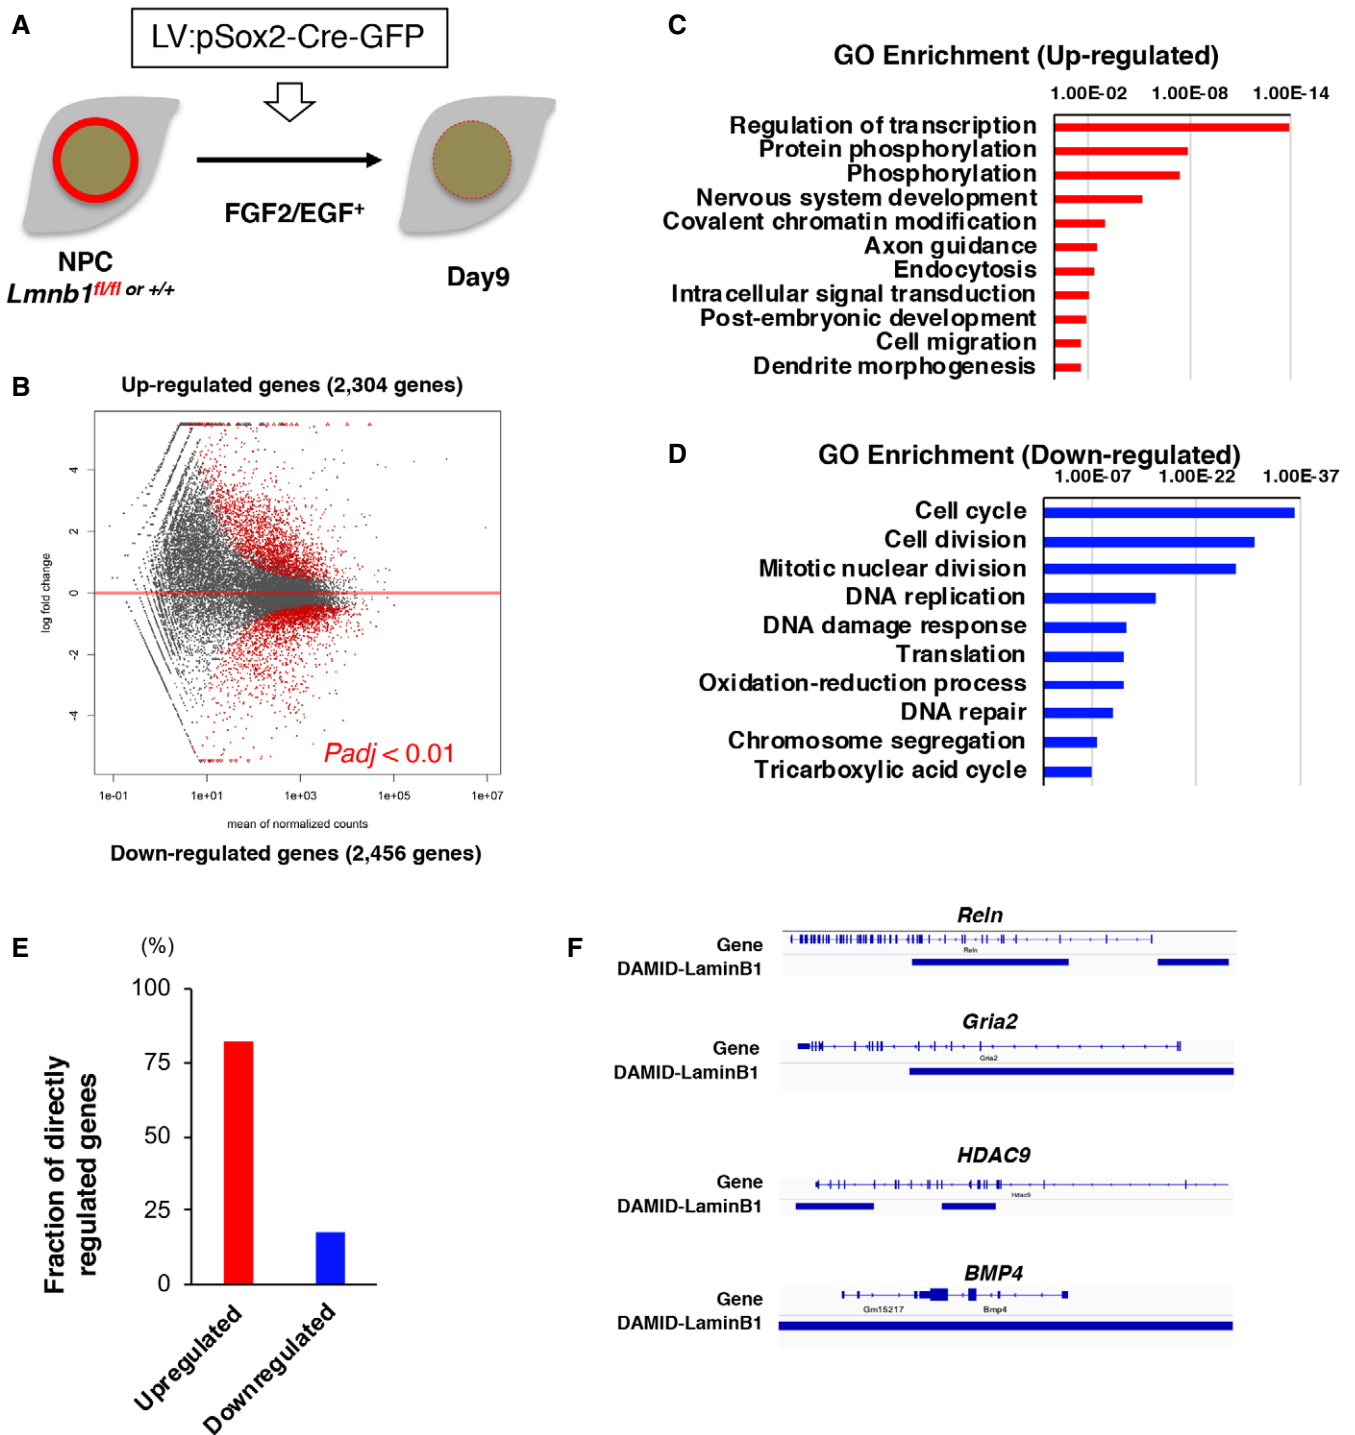 A
LV:pSox2-Cre-GFP
FGF2/EGF+
NPC
Lmnb1fl/fl or +/+
Day9
B
Up-regulated genes (2,304 genes)
log fold change
4
2
0
-2
-4
Padj < 0.01
1e-01 1e+01 1e+03 1e+05 1e+07
mean of normalized counts
Down-regulated genes (2,456 genes)
C
GO Enrichment (Up-regulated)
1.00E-02 1.00E-08 1.00E-14
Regulation of transcription
Protein phosphorylation
Phosphorylation
Nervous system development
Covalent chromatin modification
Axon guidance
Endocytosis
Intracellular signal transduction
Post-embryonic development
Cell migration
Dendrite morphogenesis
D
GO Enrichment (Down-regulated)
1.00E-07 1.00E-22 1.00E-37
Cell cycle
Cell division
Mitotic nuclear division
DNA replication
DNA damage response
Translation
Oxidation-reduction process
DNA repair
Chromosome segregation
Tricarboxylic acid cycle
E
(%)
Fraction of directly
regulated genes
100
75
50
25
0
Upregulated
Downregulated
F
Reln
Gene
Reln
DAMID-LaminB1
Gria2
Gene
Gria2
DAMID-LaminB1
HDAC9
Gene
Hdac9
DAMID-LaminB1
BMP4
Gene
Gm15217 Bmp4
DAMID-LaminB1